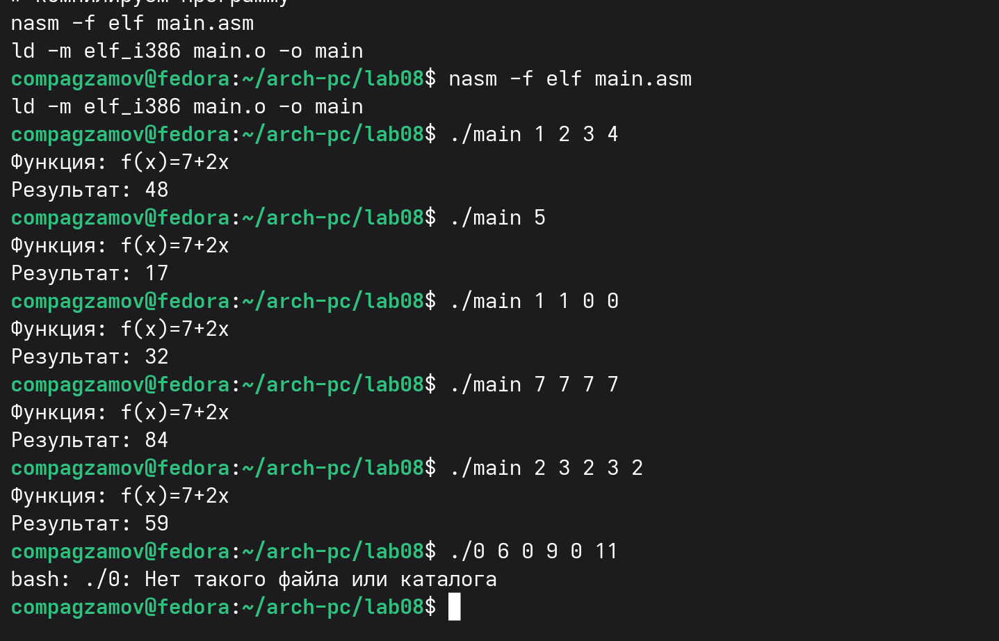 # Компилируем программу
nasm -f elf main.asm
ld -m elf_i386 main.o -o main
compagzamov@fedora:~/arch-pc/lab08$ nasm -f elf main.asm
ld -m elf_i386 main.o -o main
compagzamov@fedora:~/arch-pc/lab08$ ./main 1 2 3 4
Функция: f(x)=7+2x
Результат: 48
compagzamov@fedora:~/arch-pc/lab08$ ./main 5
Функция: f(x)=7+2x
Результат: 17
compagzamov@fedora:~/arch-pc/lab08$ ./main 1 1 0 0
Функция: f(x)=7+2x
Результат: 32
compagzamov@fedora:~/arch-pc/lab08$ ./main 7 7 7 7
Функция: f(x)=7+2x
Результат: 84
compagzamov@fedora:~/arch-pc/lab08$ ./main 2 3 2 3 2
Функция: f(x)=7+2x
Результат: 59
compagzamov@fedora:~/arch-pc/lab08$ ./0 6 0 9 0 11
bash: ./0: Нет такого файла или каталога
compagzamov@fedora:~/arch-pc/lab08$